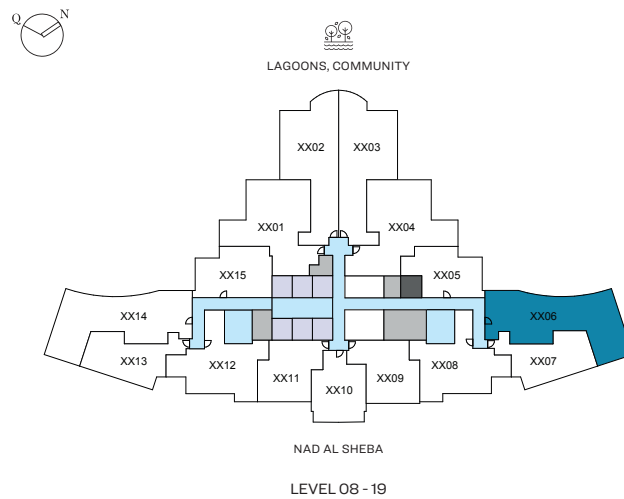 Q N
LAGOONS, COMMUNITY
XX02 XX03
XX01 XX04
XX15 XX05
XX14 XX06
XX13 XX12 XX11 XX10 XX09 XX08 XX07
NAD AL SHEBA
LEVEL 08 - 19